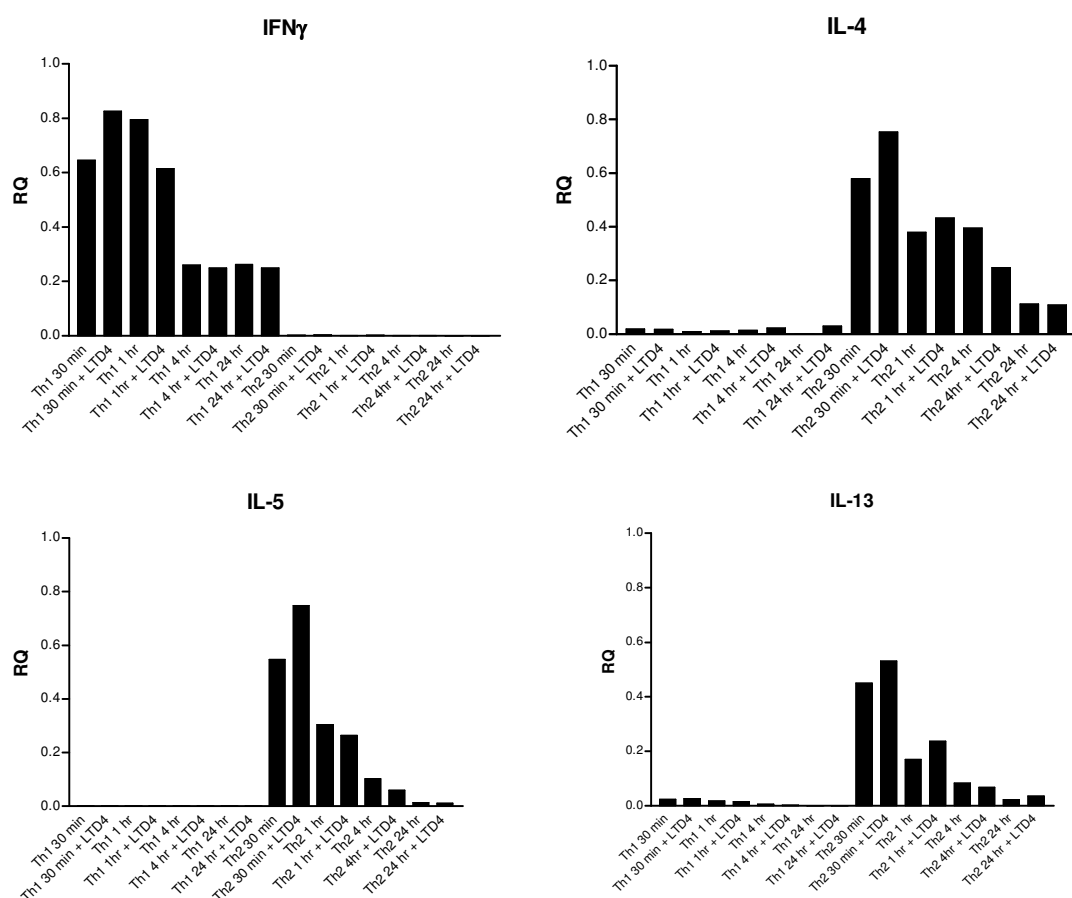 IFNγ
1.0
0.8
0.6
0.4
0.2
0.0
RQ
Th1 30 min
Th1 30 min + LTD4
Th1 1 hr
Th1 1hr + LTD4
Th1 4 hr
Th1 4 hr + LTD4
Th1 24 hr
Th1 24 hr + LTD4
Th2 30 min
Th2 30 min + LTD4
Th2 1 hr
Th2 1 hr + LTD4
Th2 4 hr
Th2 4hr + LTD4
Th2 24 hr
Th2 24 hr + LTD4
IL-4
1.0
0.8
0.6
0.4
0.2
0.0
RQ
Th1 30 min
Th1 30 min + LTD4
Th1 1 hr
Th1 1hr + LTD4
Th1 4 hr
Th1 4 hr + LTD4
Th1 24 hr
Th1 24 hr + LTD4
Th2 30 min
Th2 30 min + LTD4
Th2 1 hr
Th2 1 hr + LTD4
Th2 4 hr
Th2 4hr + LTD4
Th2 24 hr
Th2 24 hr + LTD4
IL-5
1.0
0.8
0.6
0.4
0.2
0.0
RQ
Th1 30 min
Th1 30 min + LTD4
Th1 1 hr
Th1 1hr + LTD4
Th1 4 hr
Th1 4 hr + LTD4
Th1 24 hr
Th1 24 hr + LTD4
Th2 30 min
Th2 30 min + LTD4
Th2 1 hr
Th2 1 hr + LTD4
Th2 4 hr
Th2 4hr + LTD4
Th2 24 hr
Th2 24 hr + LTD4
IL-13
1.0
0.8
0.6
0.4
0.2
0.0
RQ
Th1 30 min
Th1 30 min + LTD4
Th1 1 hr
Th1 1hr + LTD4
Th1 4 hr
Th1 4 hr + LTD4
Th1 24 hr
Th1 24 hr + LTD4
Th2 30 min
Th2 30 min + LTD4
Th2 1 hr
Th2 1 hr + LTD4
Th2 4 hr
Th2 4hr + LTD4
Th2 24 hr
Th2 24 hr + LTD4